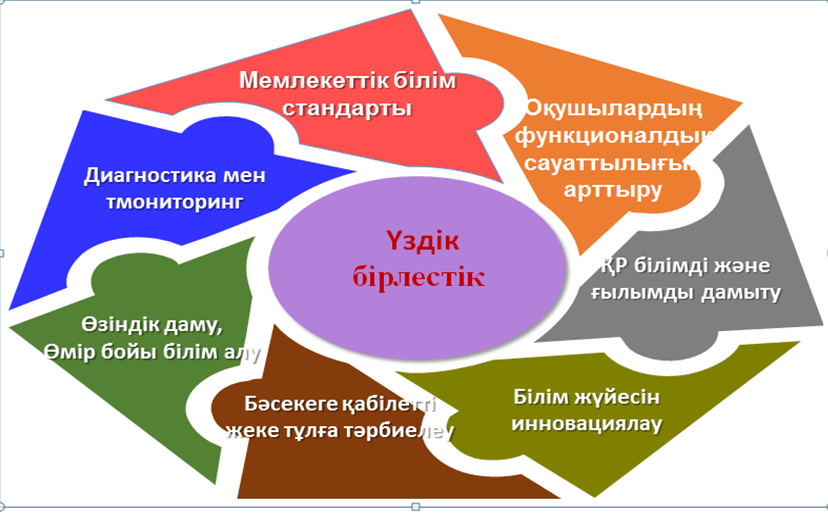 Мемлекеттік білім
стандарты
Оқушылардың
функционалдық
сауаттылығын
арттыру
ҚР білімді және
ғылымды дамыту
Білім жүйесін
инновациялау
Бәсекеге қабілетті
жеке тұлға тәрбиелеу
Өзіндік даму,
Өмір бойы білім алу
Диагностика мен
тмониторинг
Үздік
бірлестік